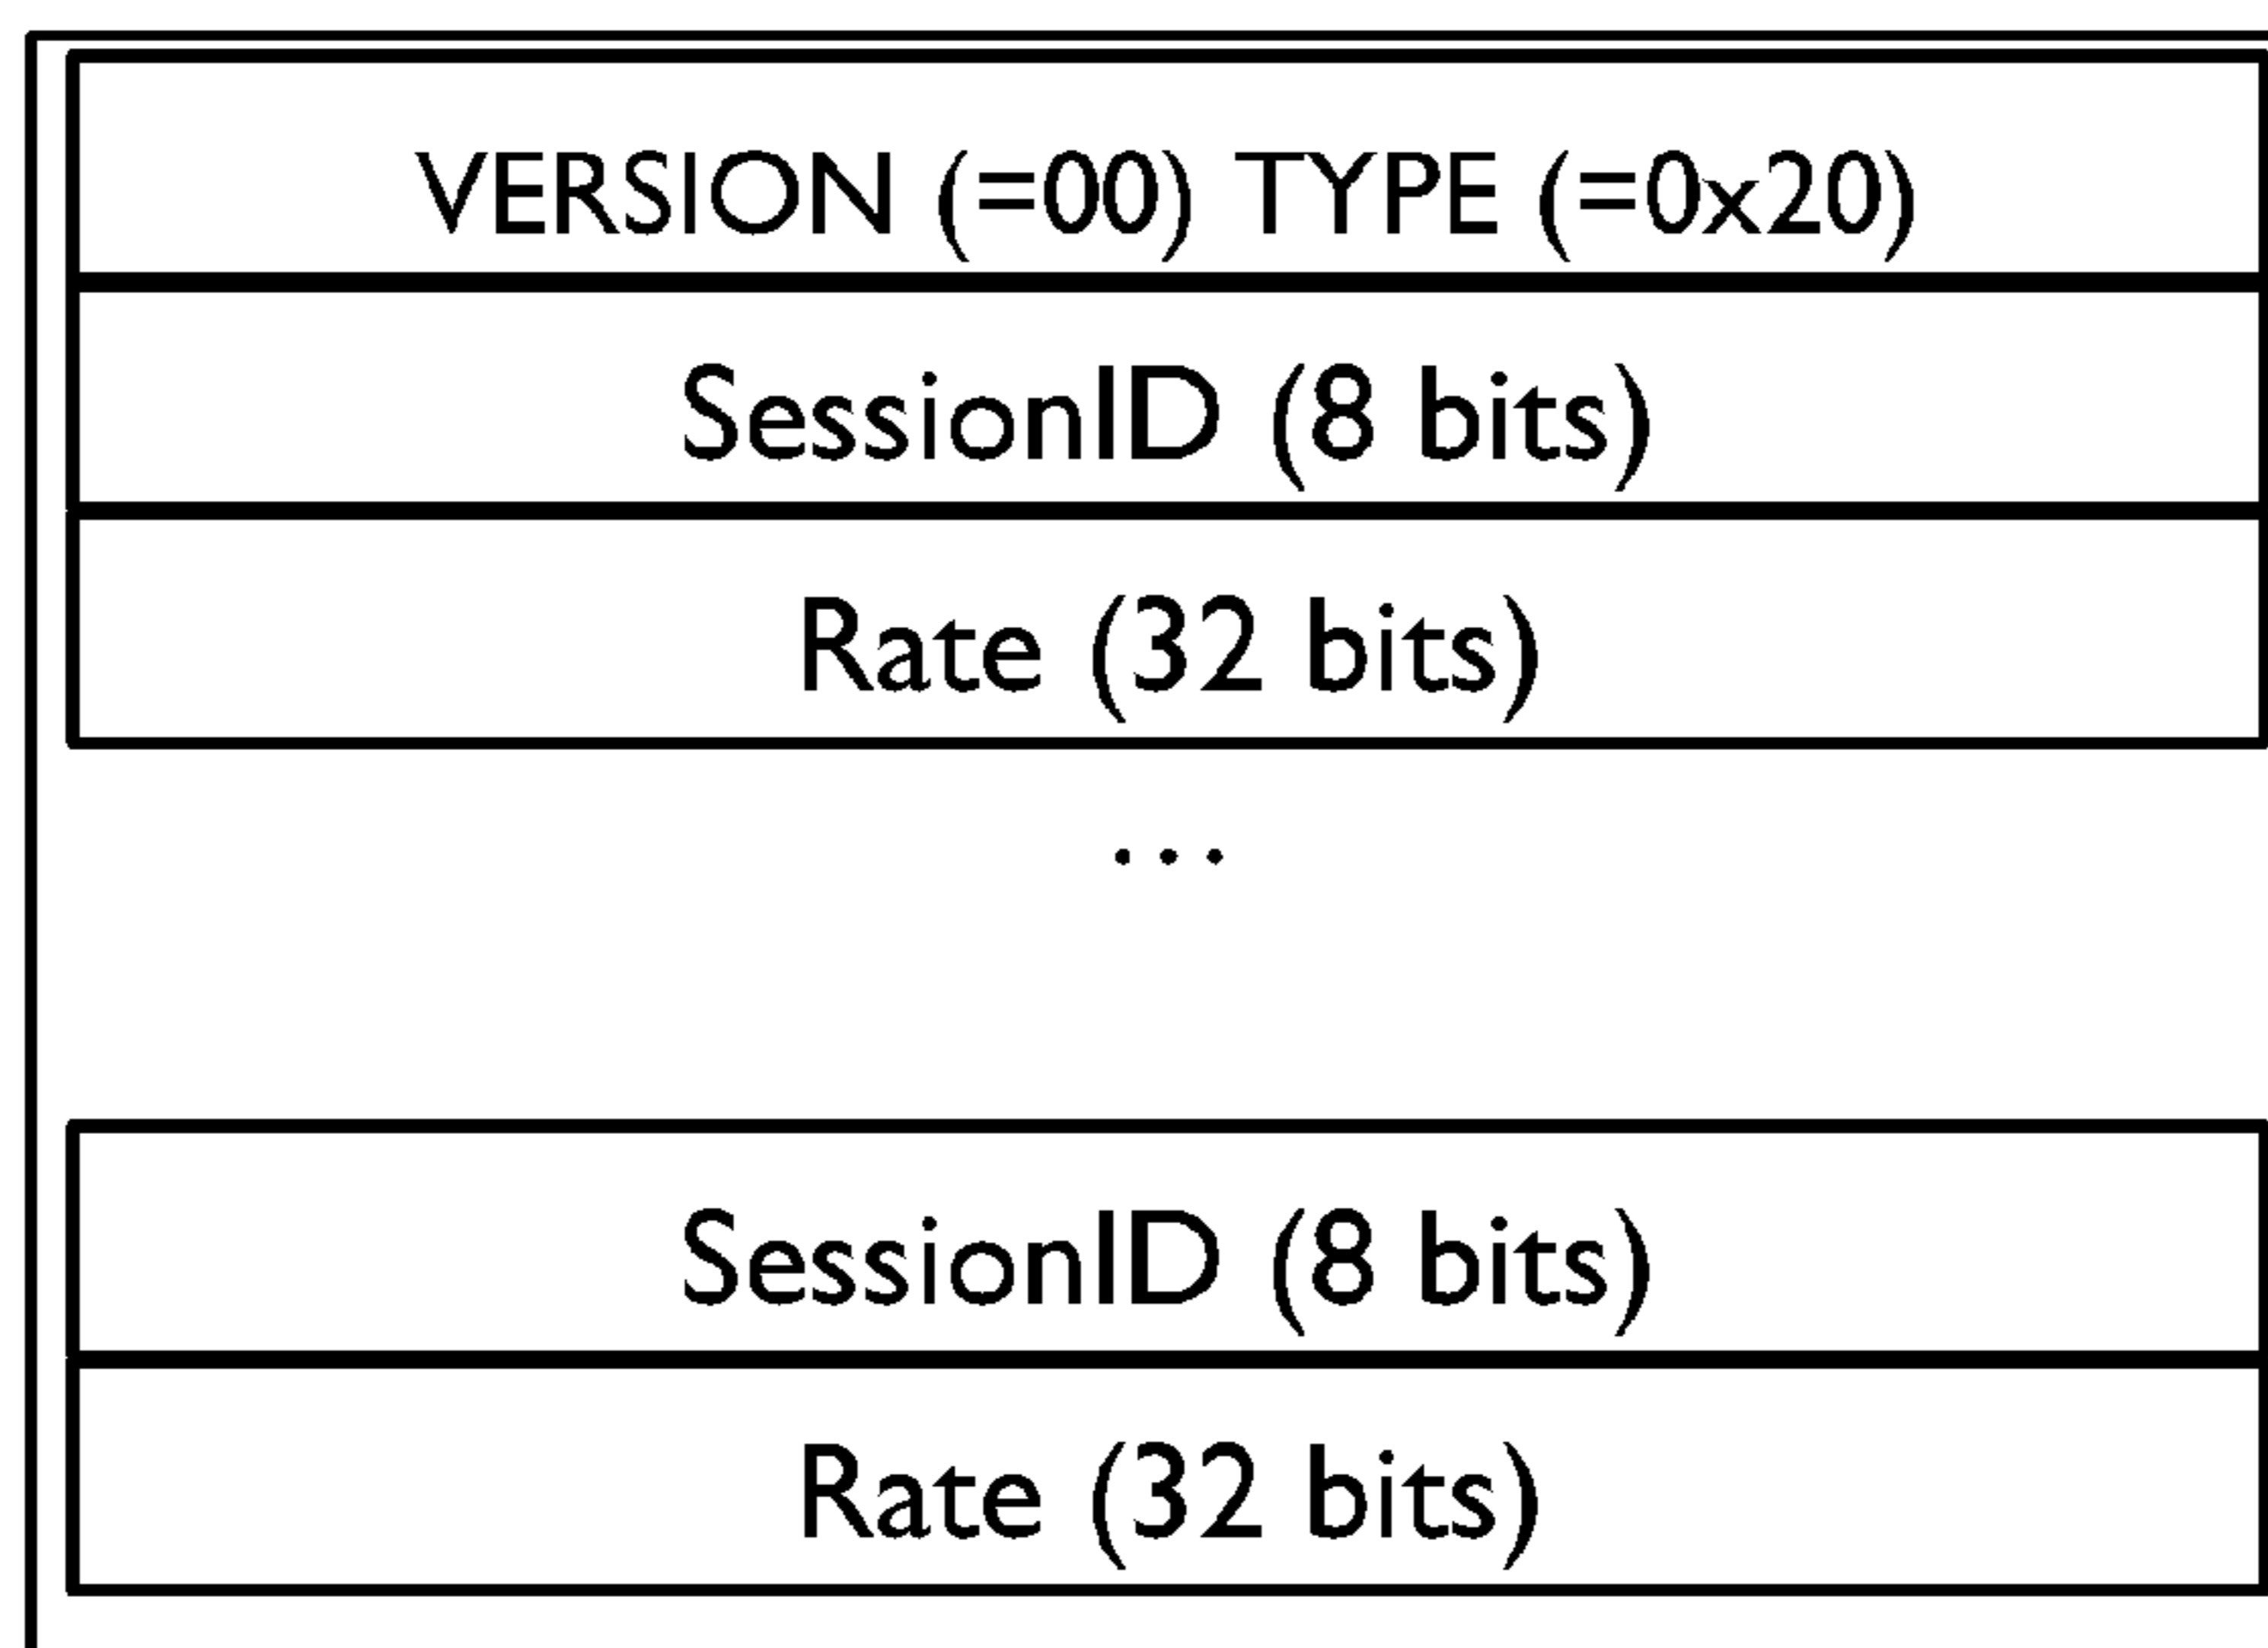 VERSION (=00) TYPE (=0x20)
SessionID (8 bits)
Rate (32 bits)
...
SessionID (8 bits)
Rate (32 bits)